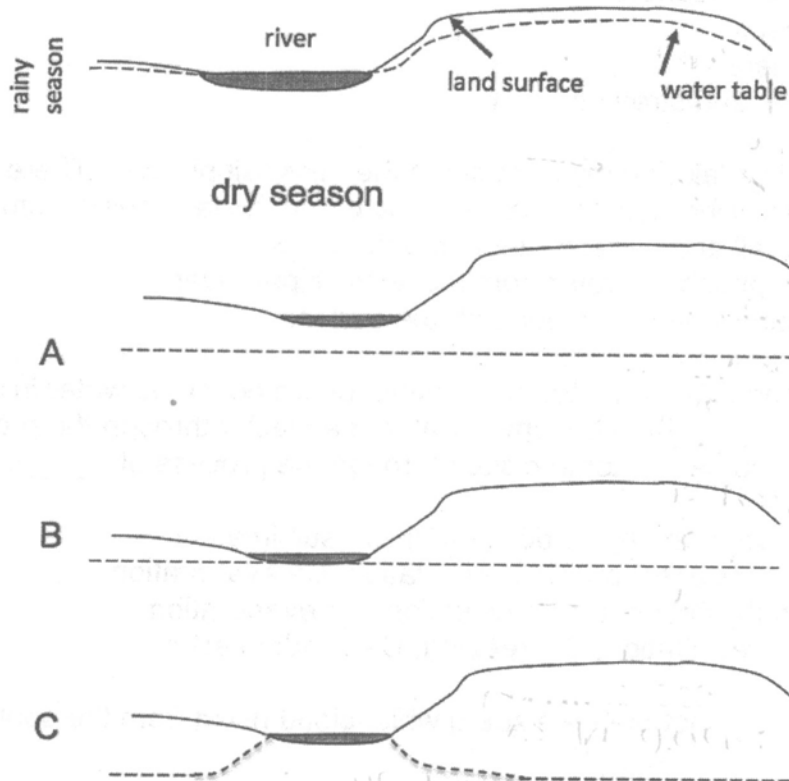 rainy season
river
land surface
water table
dry season
A
B
C